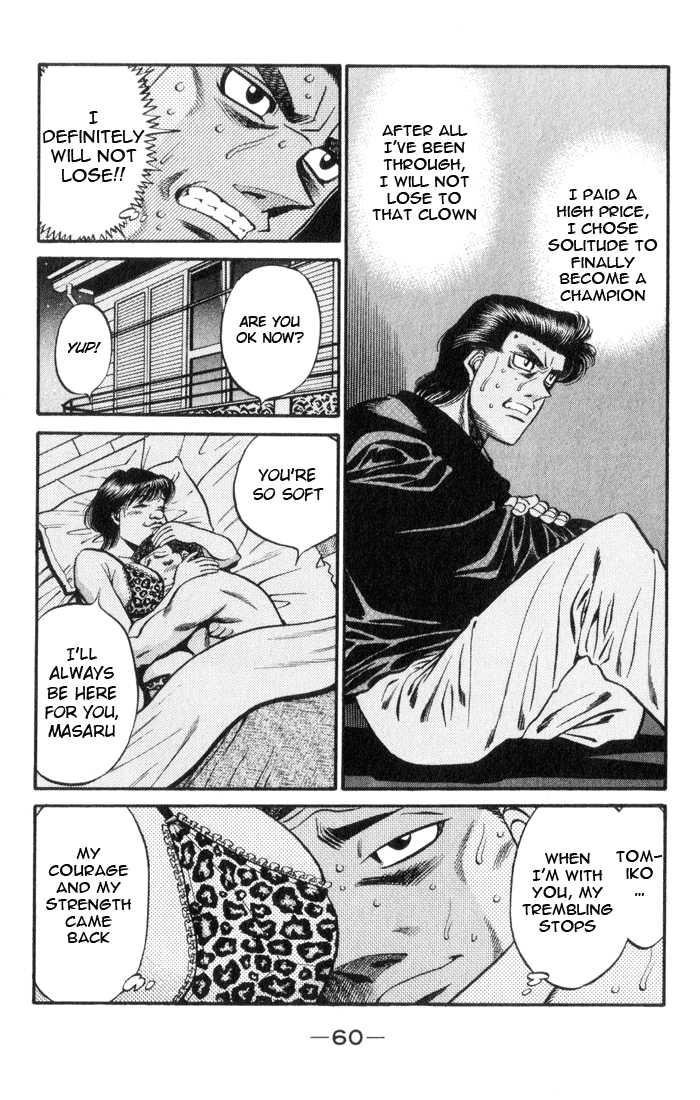 I PAID A
HIGH PRICE,
I CHOSE
SOLITUDE TO
FINALLY
BECOME A
CHAMPION
AFTER ALL
I'VE BEEN
THROUGH,
I WILL NOT
LOSE TO
THAT CLOWN
I
DEFINITELY
WILL NOT
LOSE!!
ARE YOU
OK NOW?
YUP!
YOU'RE
SO SOFT
I'LL
ALWAYS
BE HERE
FOR YOU,
MASARU
TOM-
IKO
...
WHEN
I'M WITH
YOU, MY
TREMBLING
STOPS
MY
COURAGE
AND MY
STRENGTH
CAME
BACK
—60—